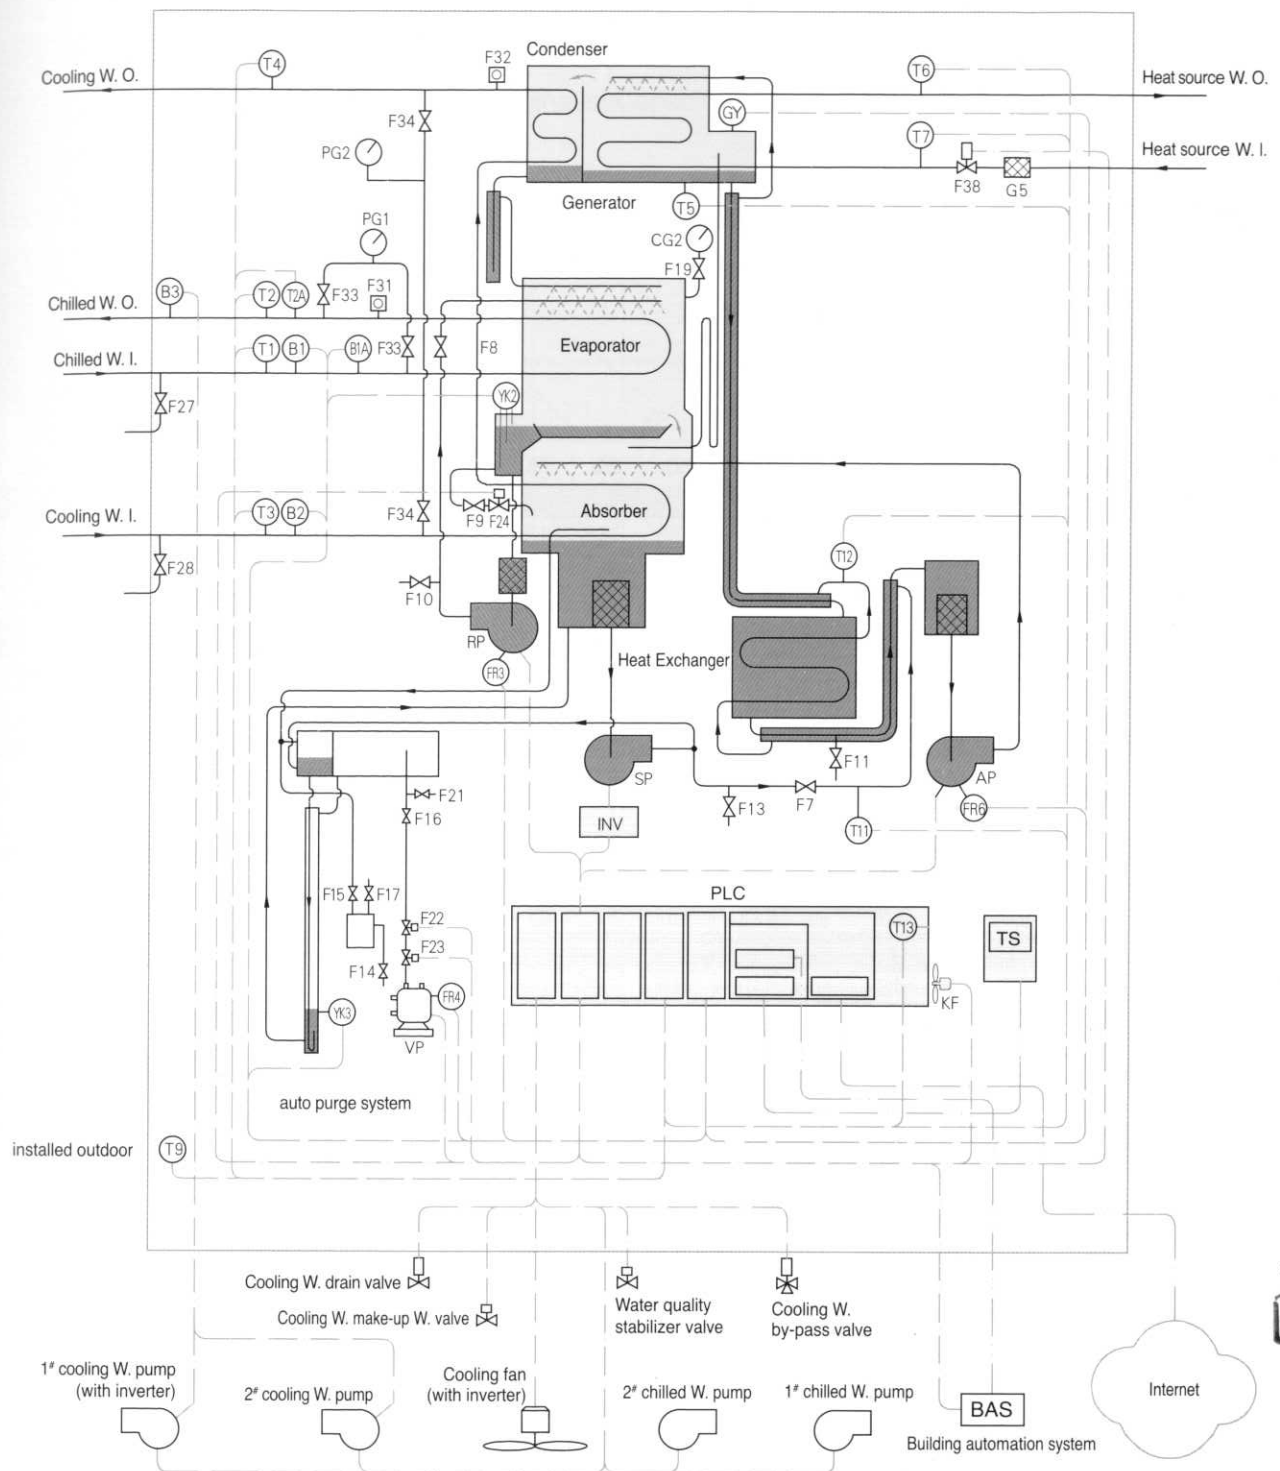 Condenser
F32
T4
T6
Cooling W. O.
Heat source W. O.
F34
GY
T7
PG2
Heat source W. I.
F38
G5
Generator
T5
PG1
CG2
F19
B3
T2
T2A
F33
F31
Chilled W. O.
T1
B1
B1A
F33
F8
Evaporator
Chilled W. I.
F27
YK2
T3
B2
F34
F9
F24
Absorber
Cooling W. I.
F28
T12
F10
RP
FR3
Heat Exchanger
SP
F11
AP
F21
F16
F13
F7
FR6
INV
T11
F15
F17
PLC
F22
T13
TS
F23
F14
FR4
KF
YK3
VP
auto purge system
installed outdoor
T9
Cooling W. drain valve
Cooling W. make-up W. valve
Water quality
stabilizer valve
Cooling W.
by-pass valve
1# cooling W. pump
(with inverter)
2# cooling W. pump
Cooling fan
(with inverter)
2# chilled W. pump
1# chilled W. pump
Internet
BAS
Building automation system